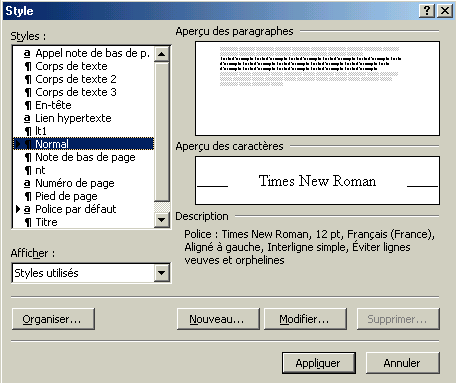 Style
Styles :
Appel note de bas de p.
Corps de texte
Corps de texte 2
Corps de texte 3
En-tête
Lien hypertexte
lt1
Normal
Note de bas de page
nt
Numéro de page
Pied de page
Police par défaut
Titre
Afficher :
Styles utilisés
Aperçu des paragraphes
Aperçu des caractères
Times New Roman
Description
Police : Times New Roman, 12 pt, Français (France),
Aligné à gauche, Interligne simple, Éviter lignes
veuves et orphelines
Organiser...
Nouveau...
Modifier...
Supprimer...
Appliquer
Annuler